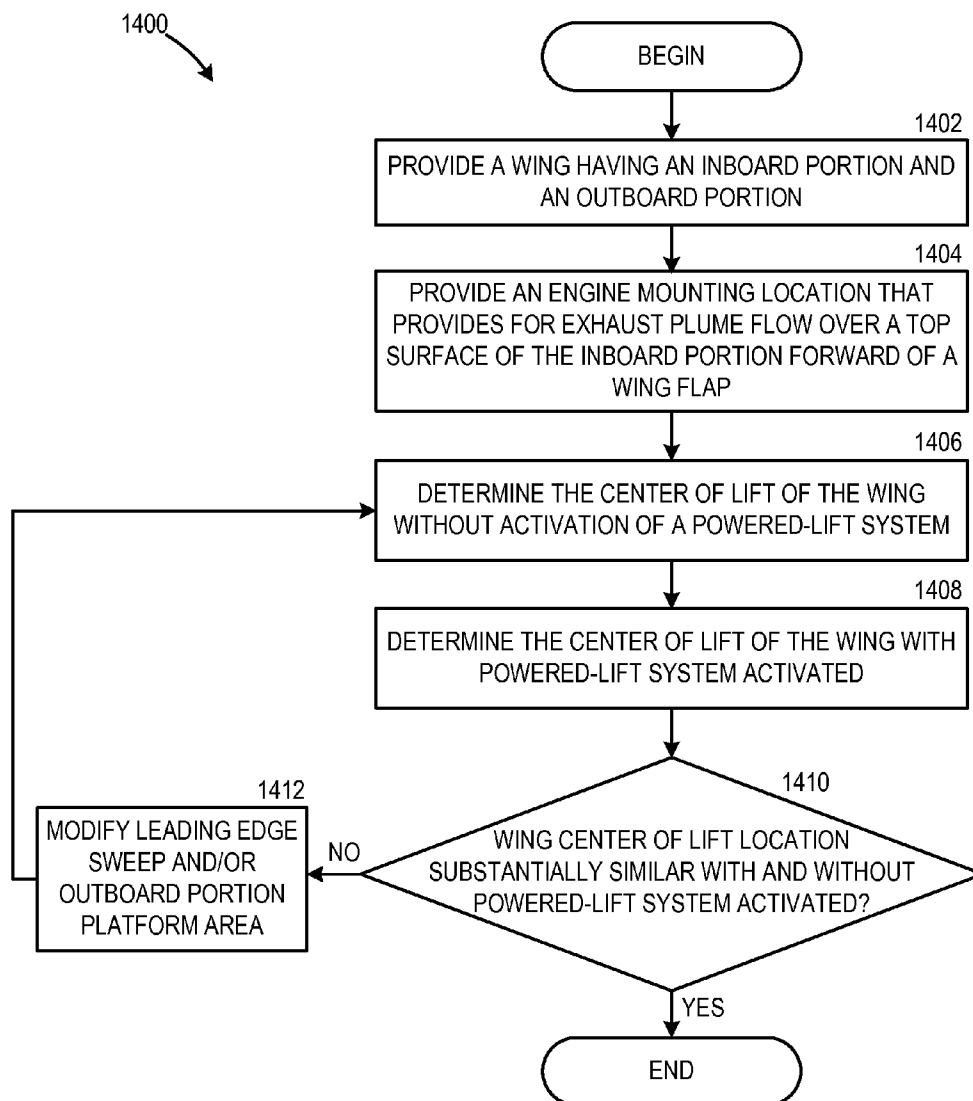 1400
BEGIN
1402
PROVIDE A WING HAVING AN INBOARD PORTION AND
AN OUTBOARD PORTION
1404
PROVIDE AN ENGINE MOUNTING LOCATION THAT
PROVIDES FOR EXHAUST PLUME FLOW OVER A TOP
SURFACE OF THE INBOARD PORTION FORWARD OF A
WING FLAP
1406
DETERMINE THE CENTER OF LIFT OF THE WING
WITHOUT ACTIVATION OF A POWERED-LIFT SYSTEM
1408
DETERMINE THE CENTER OF LIFT OF THE WING WITH
POWERED-LIFT SYSTEM ACTIVATED
1410
WING CENTER OF LIFT LOCATION
SUBSTANTIALLY SIMILAR WITH AND WITHOUT
POWERED-LIFT SYSTEM ACTIVATED?
NO
1412
MODIFY LEADING EDGE
SWEEP AND/OR
OUTBOARD PORTION
PLATFORM AREA
YES
END